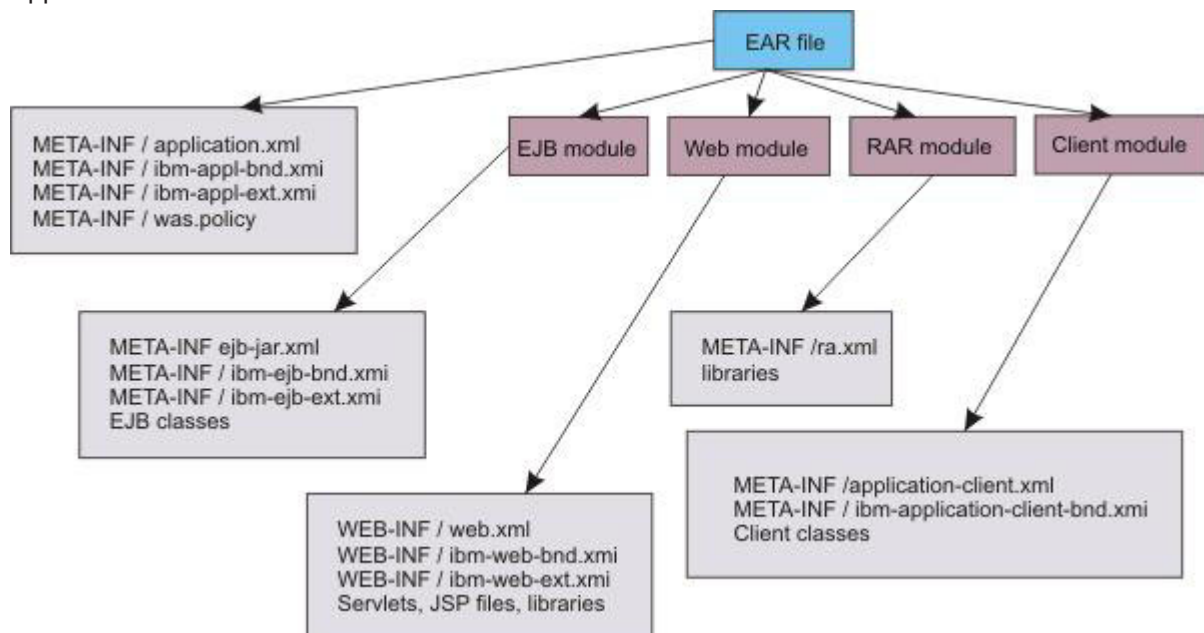 EAR file
META-INF / application.xml
META-INF / ibm-appl-bnd.xmi
META-INF / ibm-appl-ext.xmi
META-INF / was.policy
EJB module
Web module
RAR module
Client module
META-INF ejb-jar.xml
META-INF / ibm-ejb-bnd.xmi
META-INF / ibm-ejb-ext.xmi
EJB classes
META-INF /ra.xml
libraries
META-INF /application-client.xml
META-INF / ibm-application-client-bnd.xmi
Client classes
WEB-INF / web.xml
WEB-INF / ibm-web-bnd.xmi
WEB-INF / ibm-web-ext.xmi
Servlets, JSP files, libraries